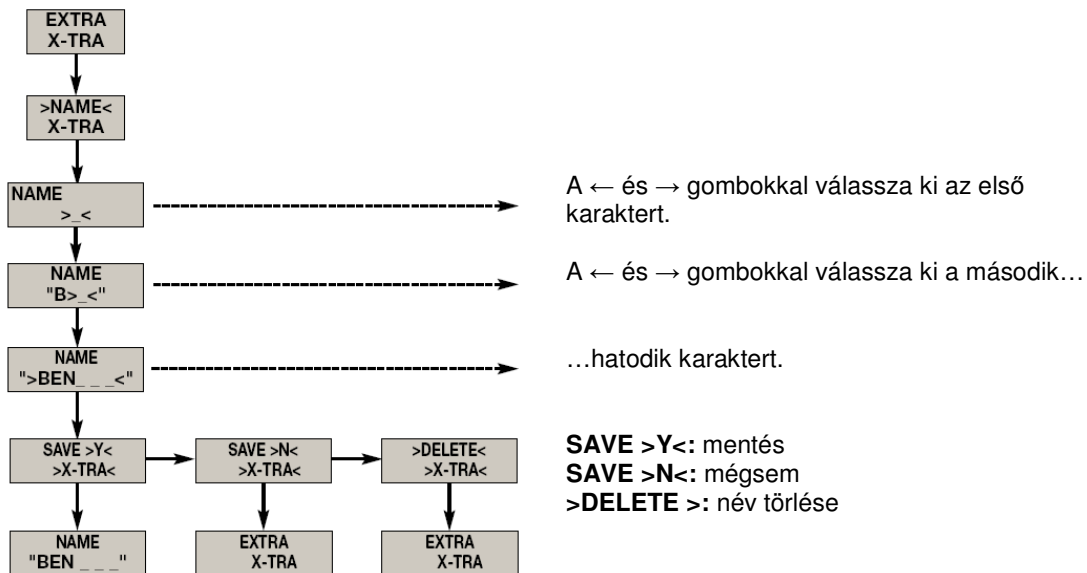 EXTRA
X-TRA
>NAME<
X-TRA
NAME
>_<
A ← és → gombokkal válassza ki az első
karaktert.
NAME
"B>_<"
A ← és → gombokkal válassza ki a második…
NAME
">BEN_ _ _<"
…hatodik karaktert.
SAVE >Y<
>X-TRA<
SAVE >N<
>X-TRA<
>DELETE<
>X-TRA<
SAVE >Y<: mentés
SAVE >N<: mégsem
>DELETE >: név törlése
NAME
"BEN _ _ _"
EXTRA
X-TRA
EXTRA
X-TRA